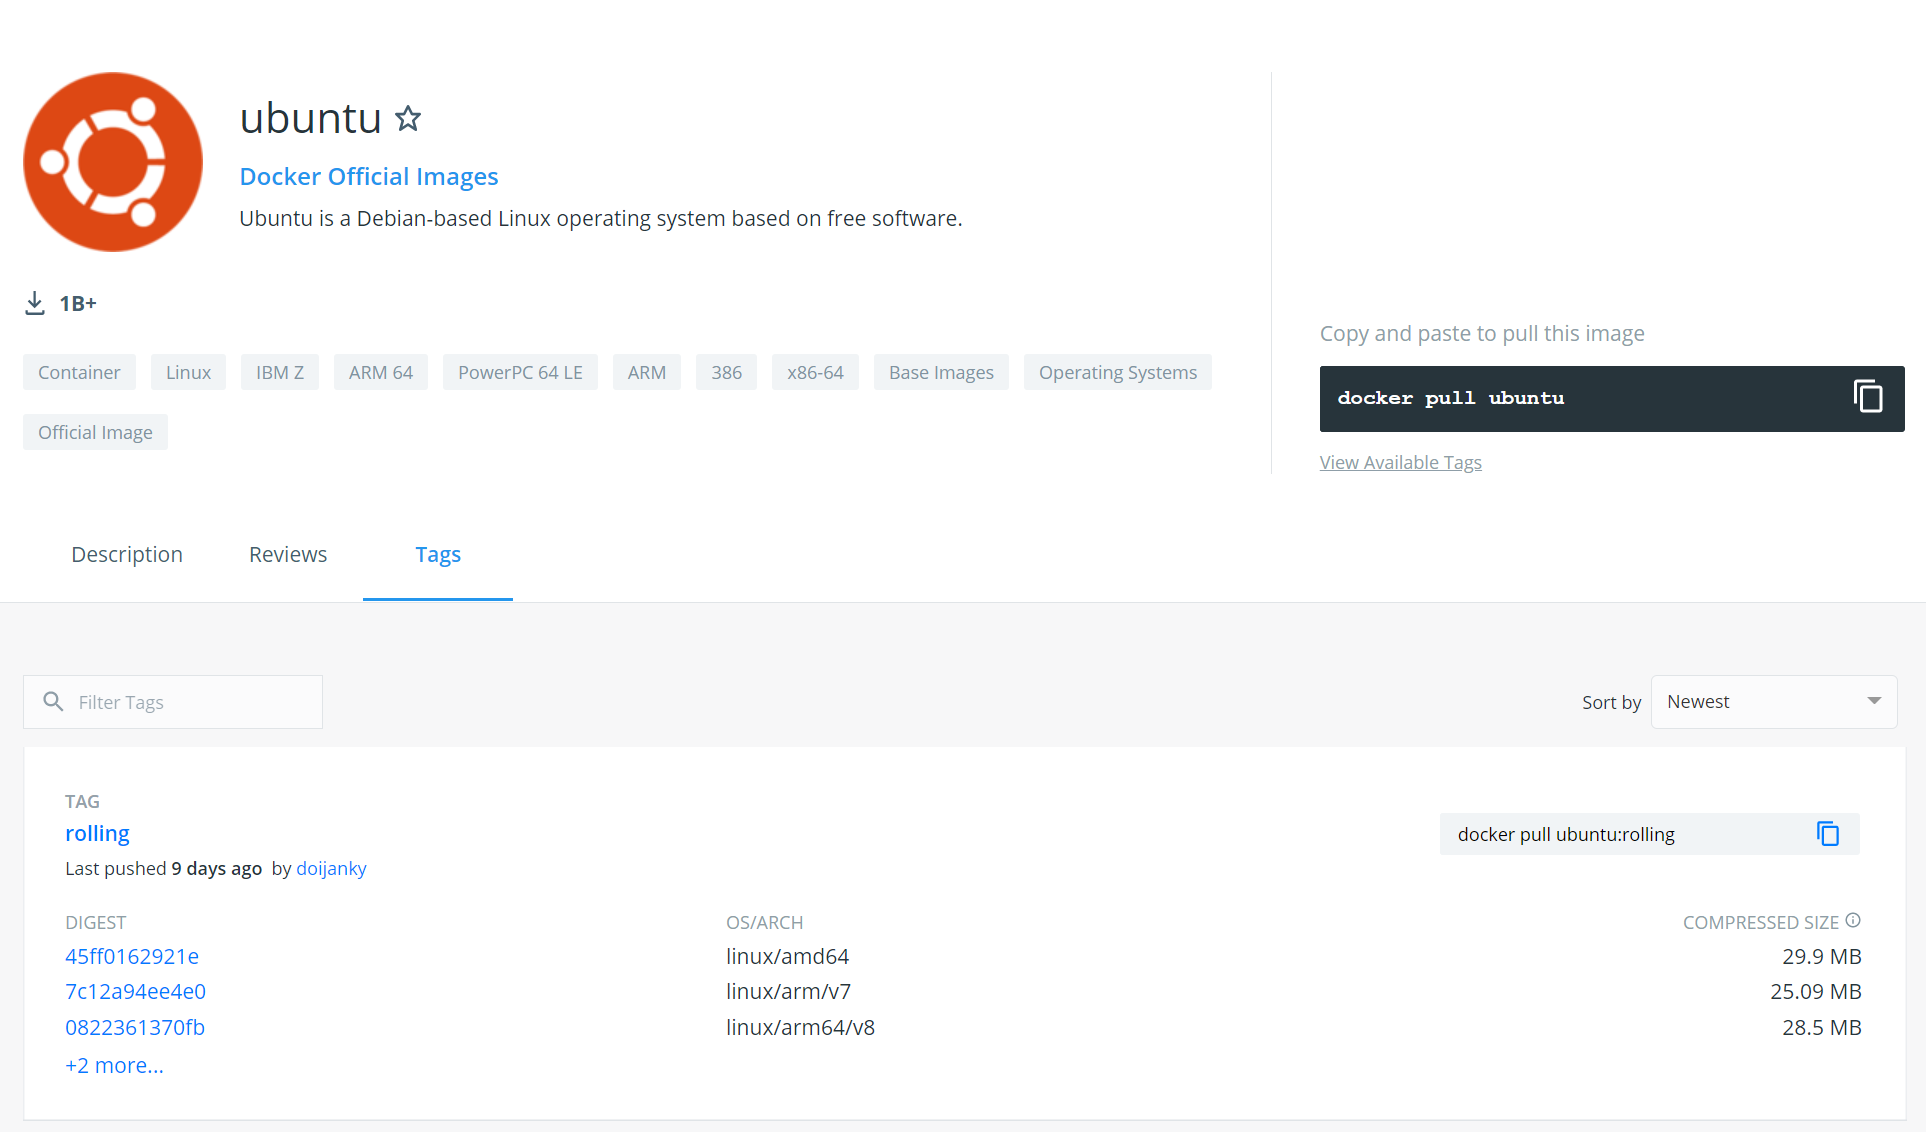 ubuntu
Docker Official Images
Ubuntu is a Debian-based Linux operating system based on free software.
1B+
Container Linux IBM Z ARM 64 PowerPC 64 LE ARM 386 x86-64 Base Images Operating Systems
Official Image
Copy and paste to pull this image
docker pull ubuntu
View Available Tags
Description Reviews Tags
Filter Tags
Sort by Newest
TAG
rolling
Last pushed 9 days ago by doijanky
docker pull ubuntu:rolling
DIGEST OS/ARCH COMPRESSED SIZE
45ff0162921e linux/amd64 29.9 MB
7c12a94ee4e0 linux/arm/v7 25.09 MB
0822361370fb linux/arm64/v8 28.5 MB
+2 more...